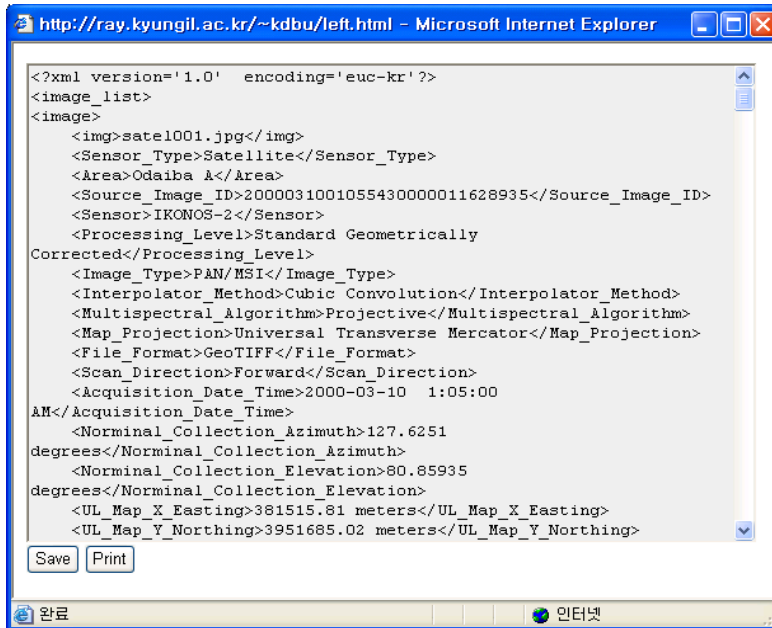 http://ray.kyungil.ac.kr/~kdbu/left.html - Microsoft Internet Explorer
<?xml version='1.0'  encoding='euc-kr'?>
<image_list>
<image>
    <img>sate1001.jpg</img>
    <Sensor_Type>Satellite</Sensor_Type>
    <Area>Odaiba A</Area>
    <Source_Image_ID>2000031001055430000011628935</Source_Image_ID>
    <Sensor>IKONOS-2</Sensor>
    <Processing_Level>Standard Geometrically
Corrected</Processing_Level>
    <Image_Type>PAN/MSI</Image_Type>
    <Interpolator_Method>Cubic Convolution</Interpolator_Method>
    <Multispectral_Algorithm>Projective</Multispectral_Algorithm>
    <Map_Projection>Universal Transverse Mercator</Map_Projection>
    <File_Format>GeoTIFF</File_Format>
    <Scan_Direction>Forward</Scan_Direction>
    <Acquisition_Date_Time>2000-03-10  1:05:00
AM</Acquisition_Date_Time>
    <Norminal_Collection_Azimuth>127.6251
degrees</Norminal_Collection_Azimuth>
    <Norminal_Collection_Elevation>80.85935
degrees</Norminal_Collection_Elevation>
    <UL_Map_X_Easting>381515.81 meters</UL_Map_X_Easting>
    <UL_Map_Y_Northing>3951685.02 meters</UL_Map_Y_Northing>
Save Print
완료 인터넷